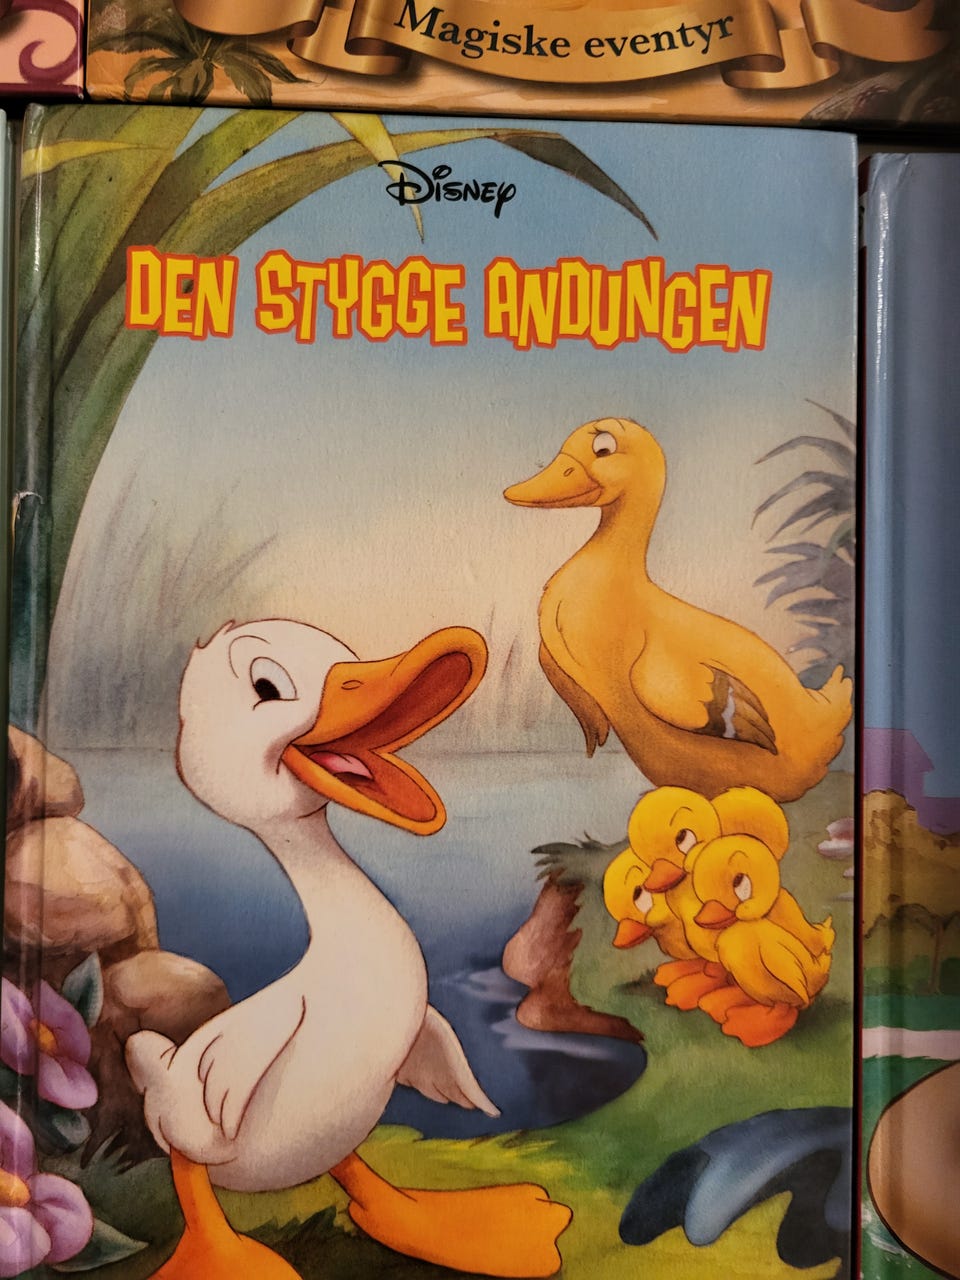 Magiske eventyr
Disney
DEN STYGGE ANDUNGEN